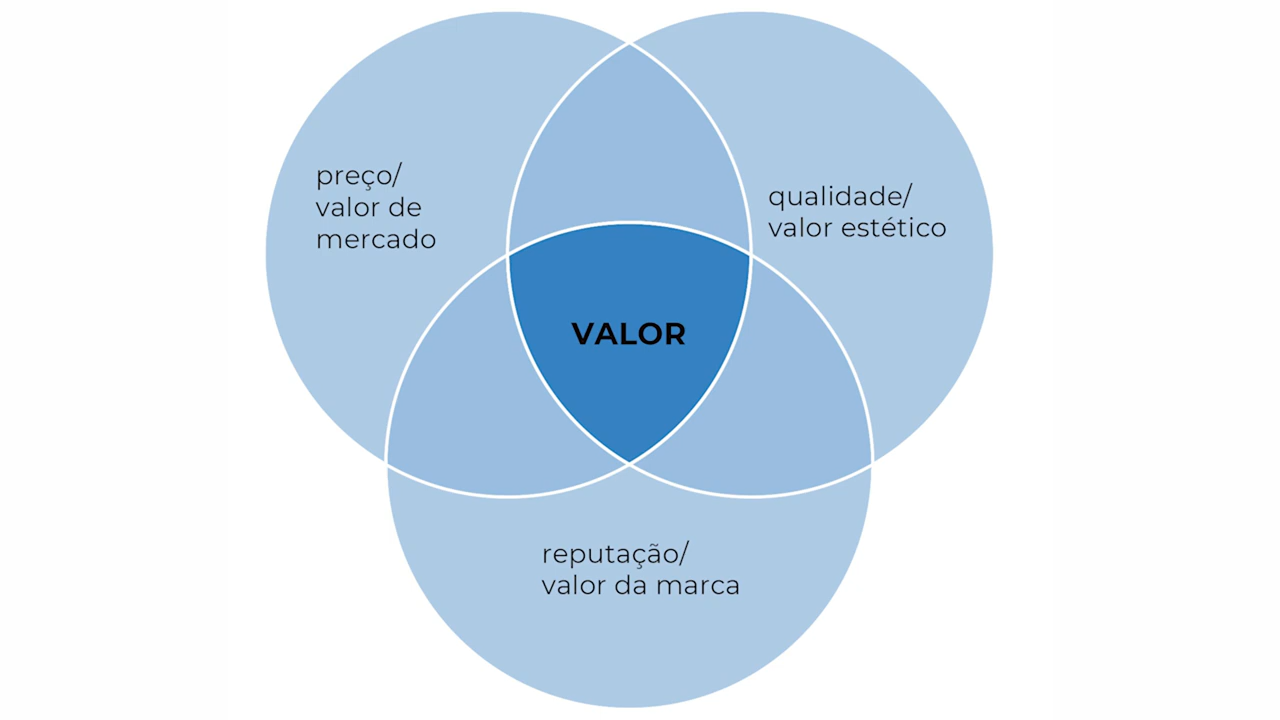 preço/
valor de
mercado
qualidade/
valor estético
VALOR
reputação/
valor da marca